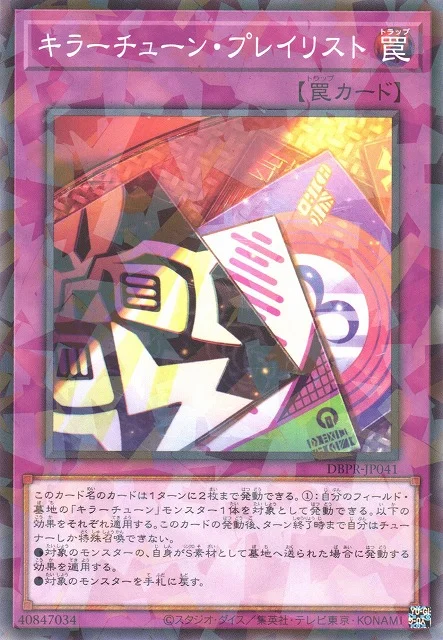 キラーチューン・プレイリスト 罠
トラップ
【罠カード】
トラップ
DBPR-JP041
このカード名のカードは１ターンに２枚まで発動できる。①：自分のフィールド・
墓地の「キラーチューン」モンスター１体を対象として発動できる。以下の
効果をそれぞれ適用する。このカードの発動後、ターン終了時まで自分はチュー
ナーしか特殊召喚できない。
●対象のモンスターの、自身がS素材として墓地へ送られた場合に発動する
効果を適用する。
●対象のモンスターを手札に戻す。
40847034
©スタジオ・ダイス／集英社・テレビ東京・KONAMI